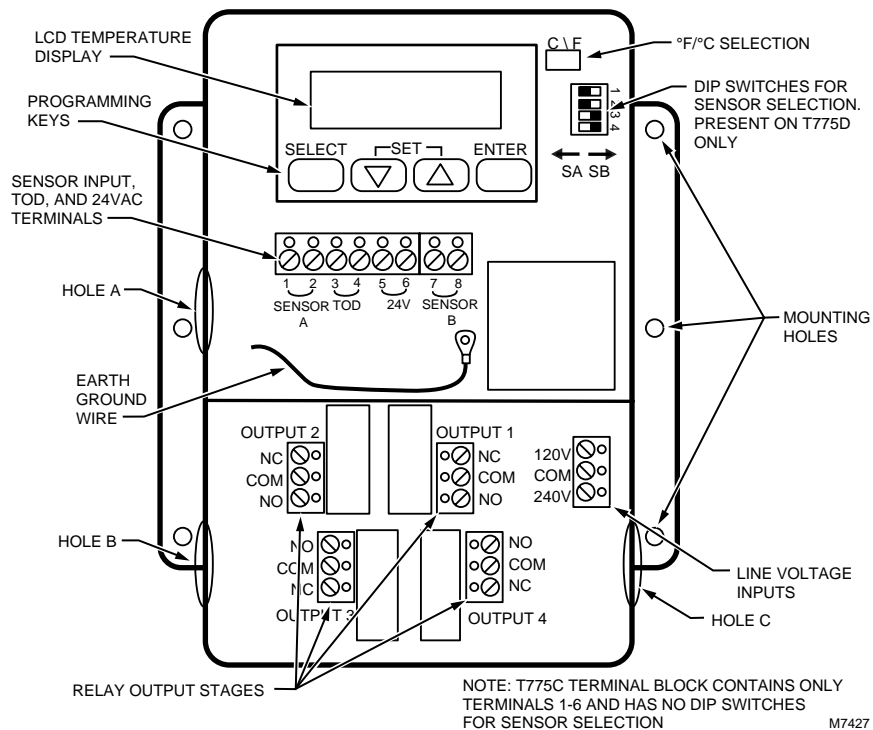 LCD TEMPERATURE
DISPLAY
C \ F
°F/°C SELECTION
PROGRAMMING
KEYS
1
2
3
4
DIP SWITCHES FOR
SENSOR SELECTION.
PRESENT ON T775D
ONLY
SELECT
SET
ENTER
SA SB
SENSOR INPUT,
TOD, AND 24VAC
TERMINALS
1 2 3 4 5 6 7 8
SENSOR
A
TOD
24V
SENSOR
B
HOLE A
MOUNTING
HOLES
EARTH
GROUND
WIRE
OUTPUT 2
NC
COM
NO
OUTPUT 1
NC
COM
NO
120V
COM
240V
HOLE B
NO
COM
NC
OUTPUT 3
NO
COM
NC
OUTPUT 4
LINE VOLTAGE
INPUTS
HOLE C
RELAY OUTPUT STAGES
NOTE: T775C TERMINAL BLOCK CONTAINS ONLY
TERMINALS 1-6 AND HAS NO DIP SWITCHES
FOR SENSOR SELECTION
M7427